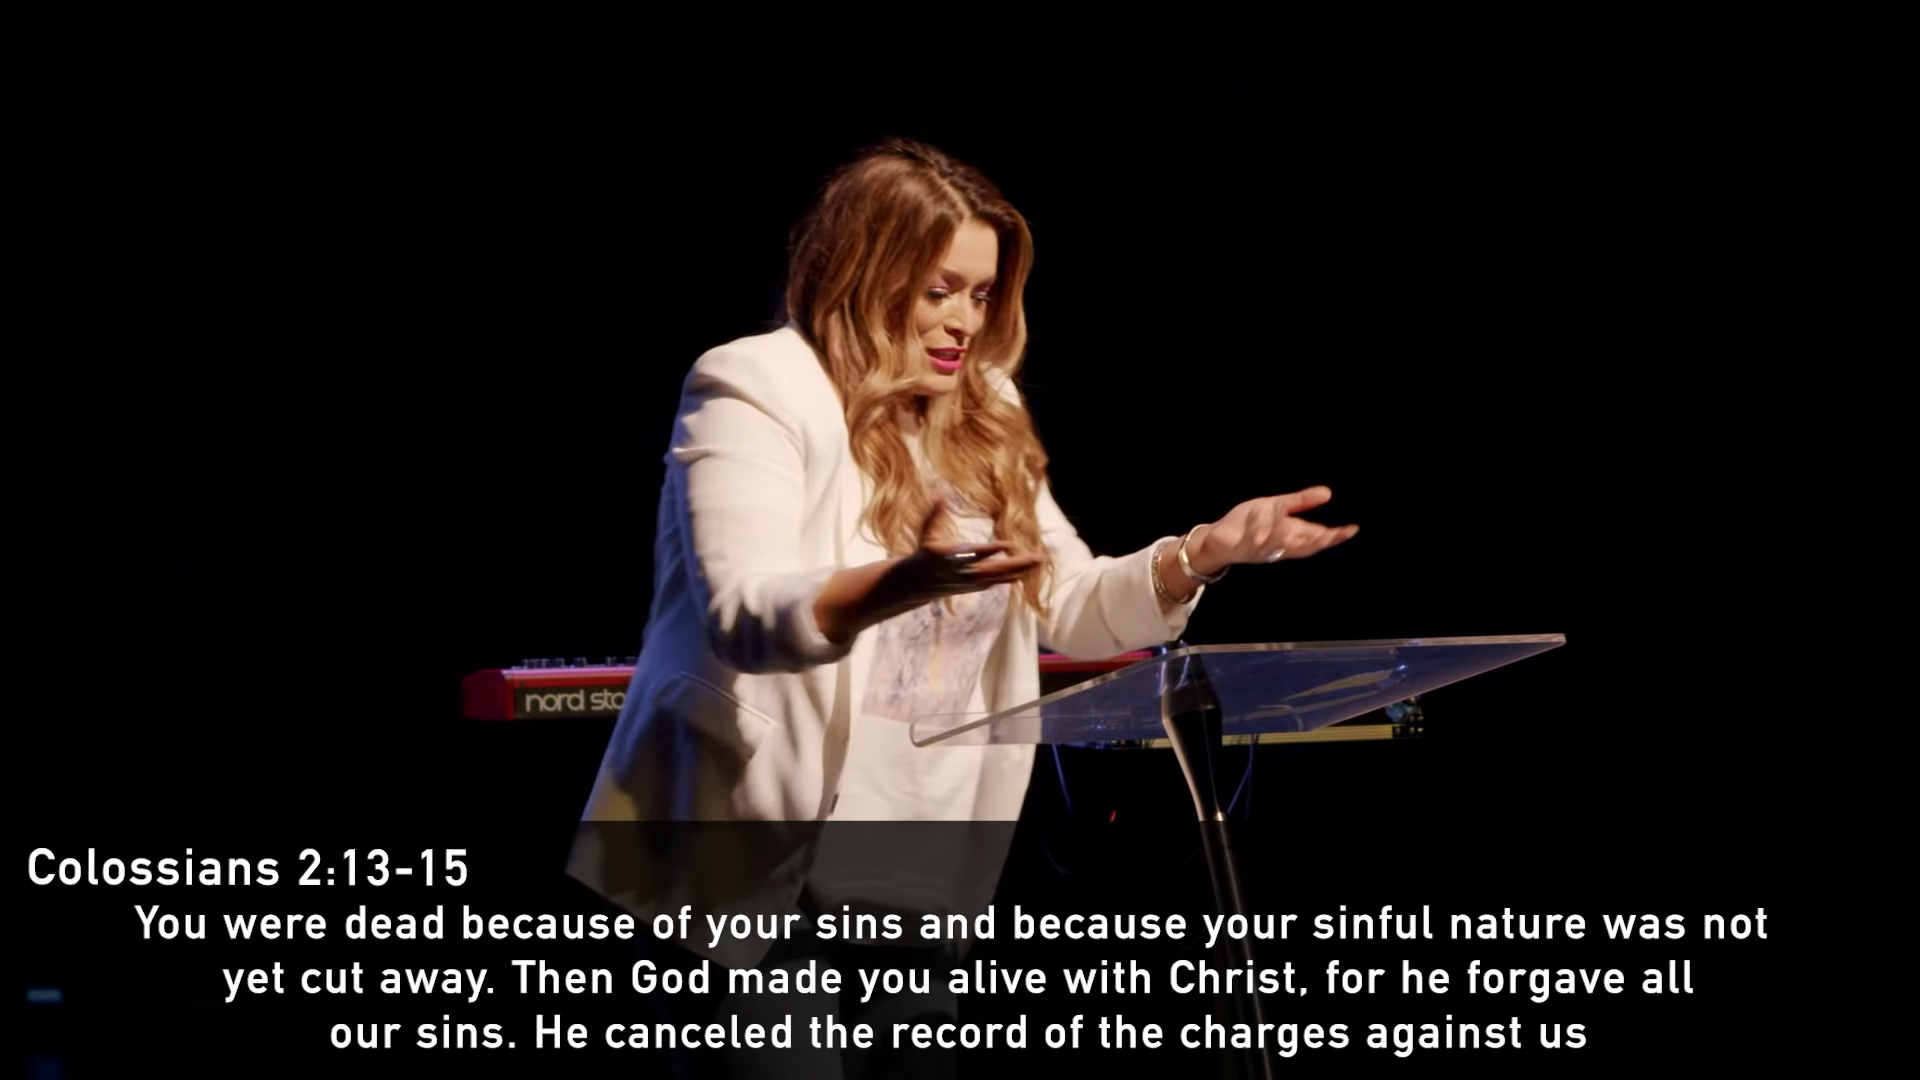 nord sta
Colossians 2:13-15
You were dead because of your sins and because your sinful nature was not
yet cut away. Then God made you alive with Christ, for he forgave all
our sins. He canceled the record of the charges against us